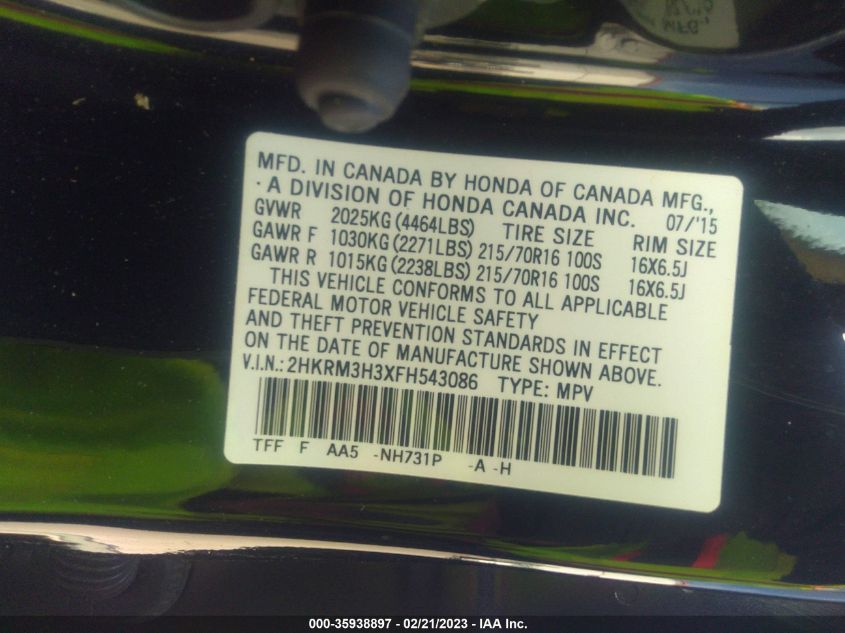 MFD. IN CANADA BY HONDA OF CANADA MFG.,
· A DIVISION OF HONDA CANADA INC. 07/'15
GVWR 2025KG (4464LBS) TIRE SIZE RIM SIZE
GAWR F 1030KG (2271LBS) 215/70R16 100S 16X6.5J
GAWR R 1015KG (2238LBS) 215/70R16 100S 16X6.5J
THIS VEHICLE CONFORMS TO ALL APPLICABLE
FEDERAL MOTOR VEHICLE SAFETY
AND THEFT PREVENTION STANDARDS IN EFFECT
ON THE DATE OF MANUFACTURE SHOWN ABOVE.
V.I.N.: 2HKRM3H3XFH543086 TYPE: MPV
TFF F AA5 -NH731P -A -H
000-35938897 - 02/21/2023 - IAA Inc.